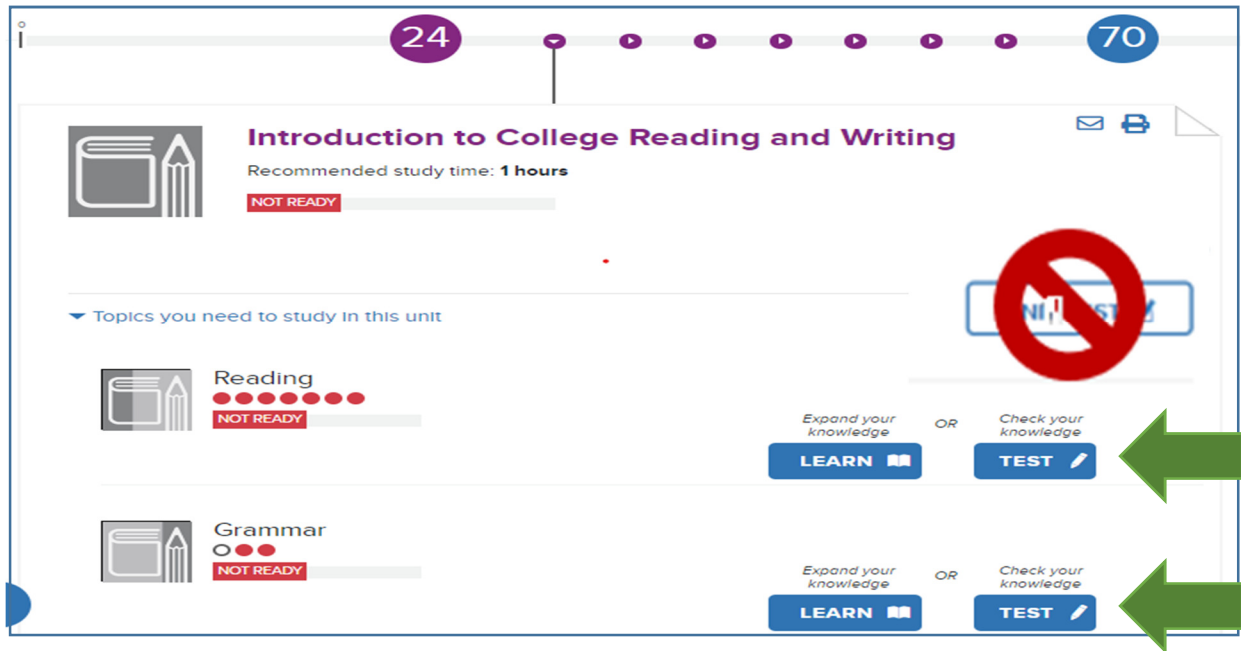 24
70
Introduction to College Reading and Writing
Recommended study time: 1 hours
NOT READY
Topics you need to study in this unit
Reading
NOT READY
Expand your knowledge
OR
Check your knowledge
LEARN
TEST
Grammar
NOT READY
Expand your knowledge
OR
Check your knowledge
LEARN
TEST